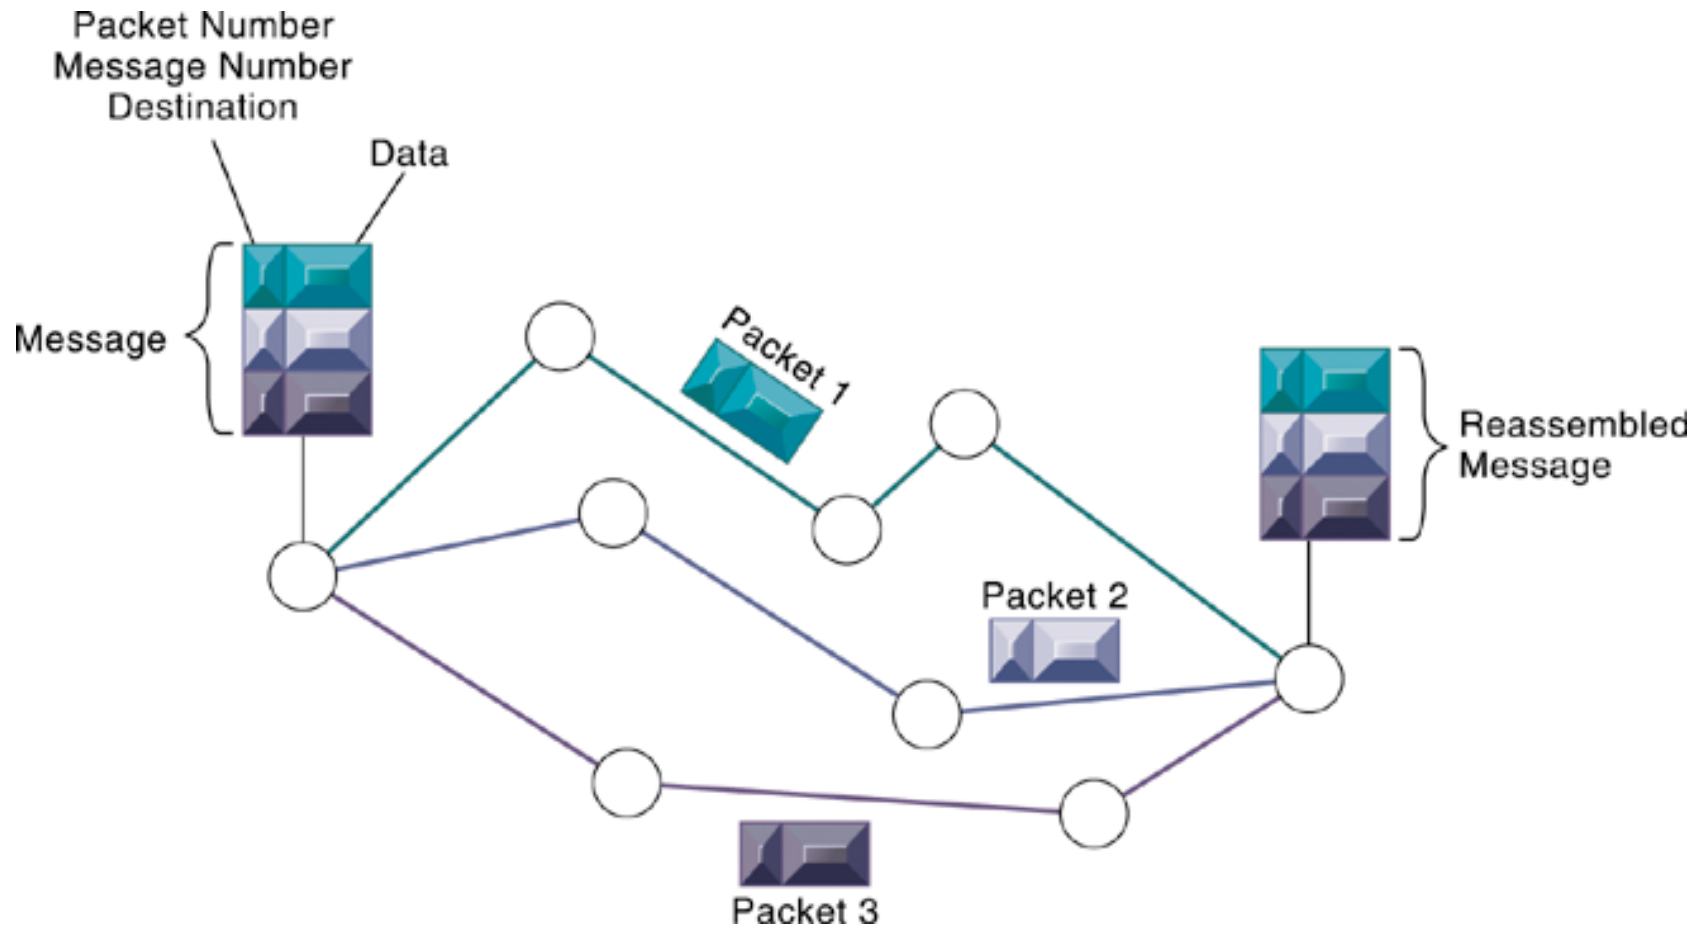 Packet Number
Message Number
Destination
Data
Message
Packet 1
Reassembled
Message
Packet 2
Packet 3